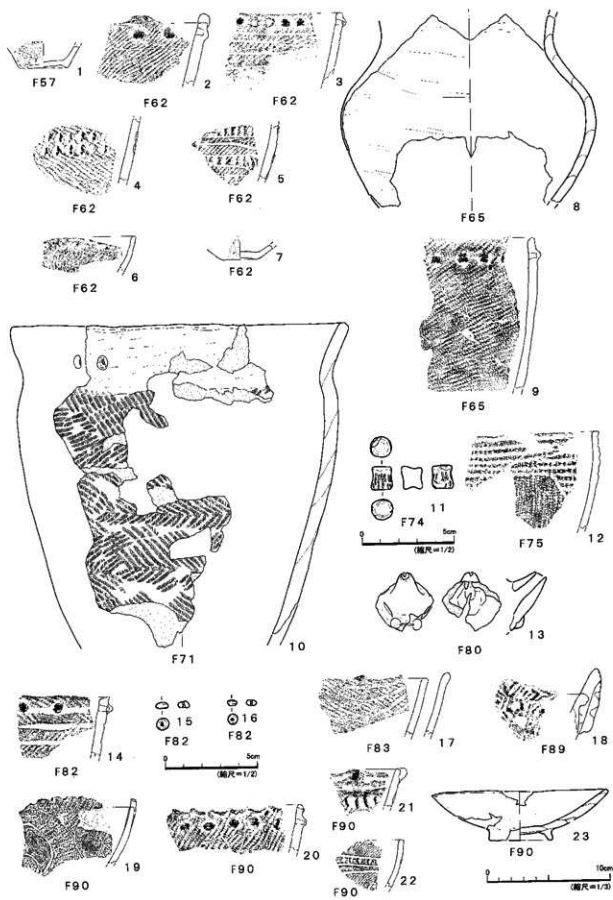 F57
1
F62
2
F62
3
F62
4
F62
5
F62
6
F62
7
F65
8
F65
9
F71
10
F74
11
0 5cm
(縮尺=1/2)
F75
12
F80
13
F82
14
F82
15
F82
16
0 5cm
(縮尺=1/2)
F83
17
F89
18
F90
19
F90
20
F90
21
F90
22
F90
23
0 10cm
(縮尺=1/3)